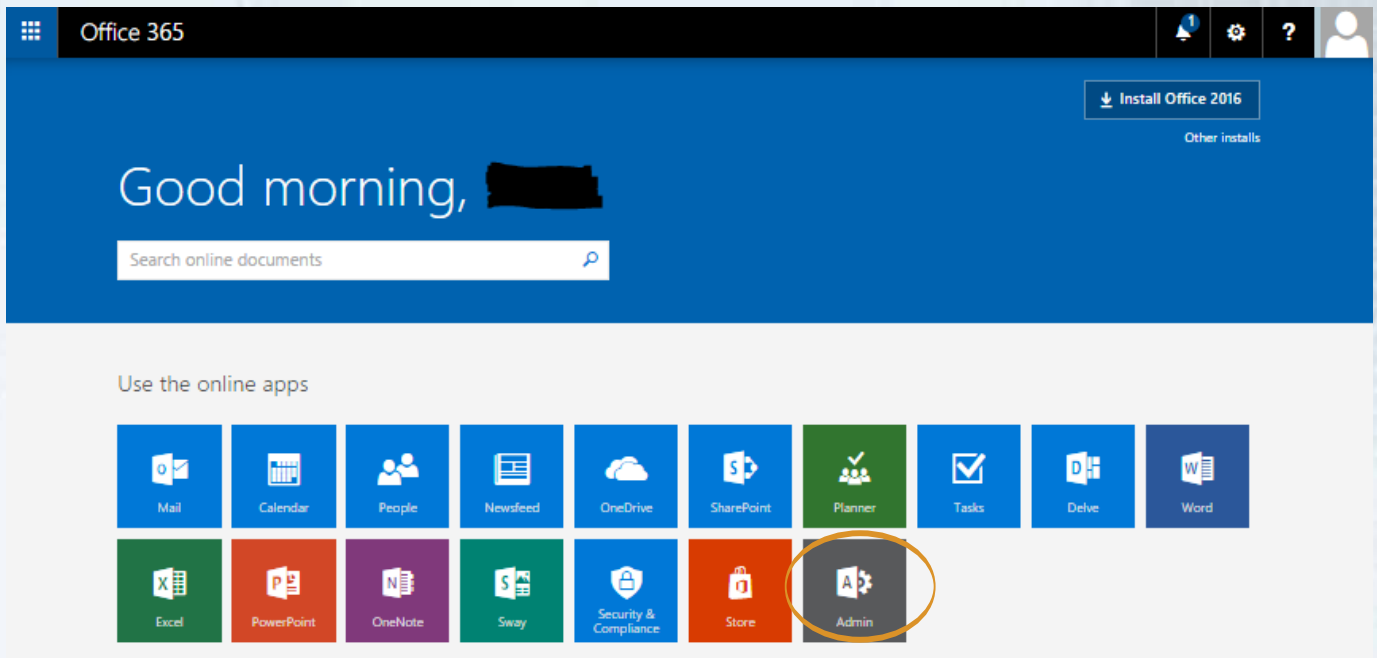 Office 365
1
?
Install Office 2016
Other installs
Good morning,
Search online documents
Use the online apps
Mail Calendar People Newsfeed OneDrive SharePoint Planner Tasks Delve Word
Excel PowerPoint OneNote Sway Security & Compliance Store Admin